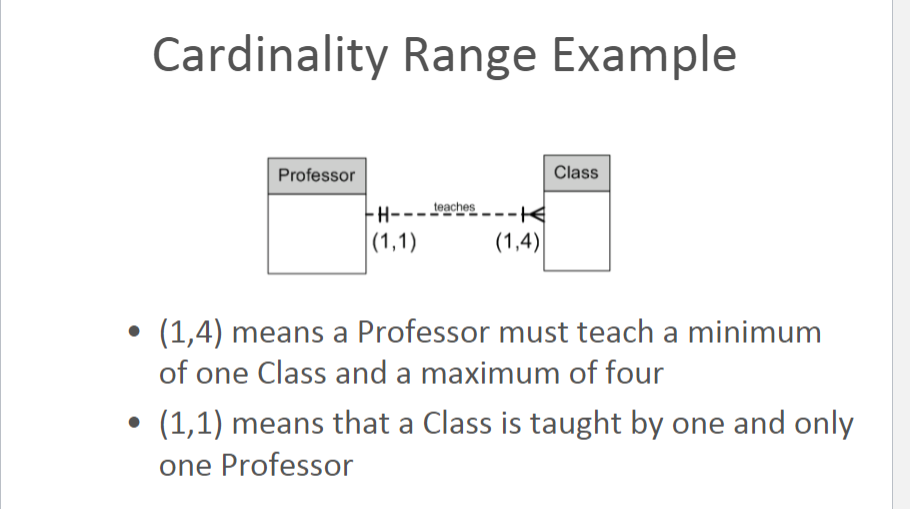 Cardinality Range Example
Professor
Class
teaches
(1,1)
(1,4)
• (1,4) means a Professor must teach a minimum
of one Class and a maximum of four
• (1,1) means that a Class is taught by one and only
one Professor